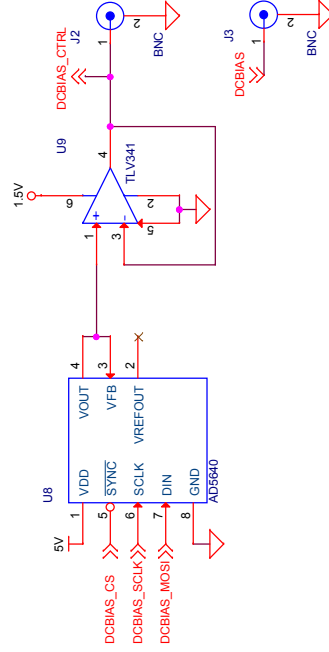 U8
5V
1
VDD
VOUT
4
DCBIAS_CS
5
SYNC
VFB
3
DCBIAS_SCLK
6
SCLK
VREFOUT
2
DCBIAS_MOSI
7
DIN
8
GND
AD5640
U9
1.5V
6
1
+
3
-
4
5
2
TLV341
DCBIAS_CTRL
J2
1
2
BNC
J3
DCBIAS
1
2
BNC